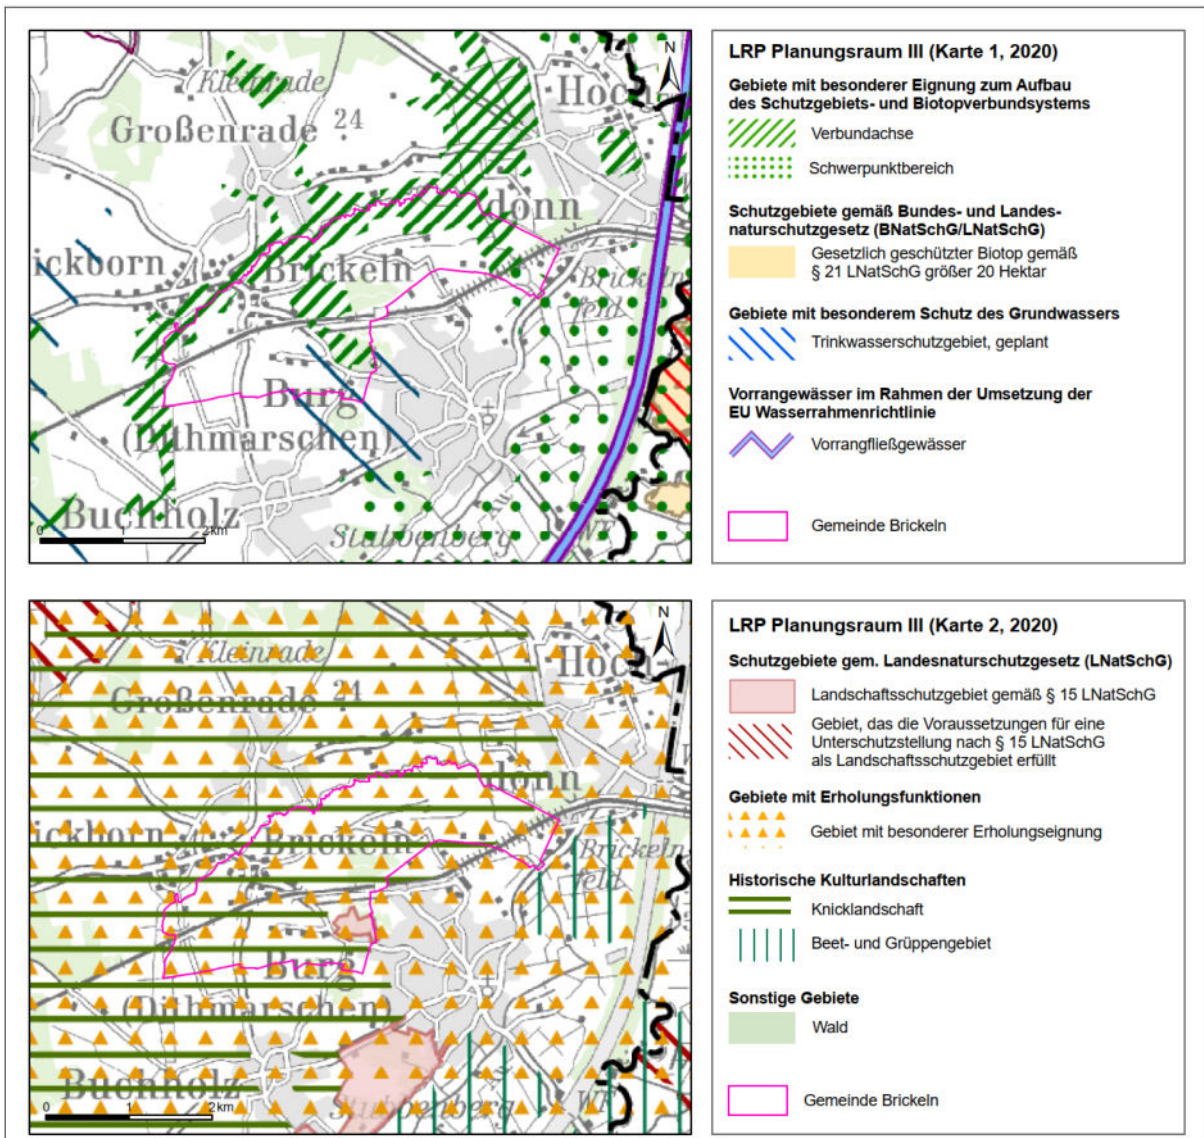 N
Kleinrade
Hoch-
Großenrade 24
donn
ickborn
Brickeln
Brickeln
feld
Burg
(Dithmarschen)
Buchholz
Stubbenberg
0 1 2 km
LRP Planungsraum III (Karte 1, 2020)
Gebiete mit besonderer Eignung zum Aufbau
des Schutzgebiets- und Biotopverbundsystems
Verbundachse
Schwerpunktbereich
Schutzgebiete gemäß Bundes- und Landes-
naturschutzgesetz (BNatSchG/LNatSchG)
Gesetzlich geschützter Biotop gemäß
§ 21 LNatSchG größer 20 Hektar
Gebiete mit besonderem Schutz des Grundwassers
Trinkwasserschutzgebiet, geplant
Vorranggewässer im Rahmen der Umsetzung der
EU Wasserrahmenrichtlinie
Vorrangfließgewässer
Gemeinde Brickeln
N
Kleinrade
Hoch-
Großenrade 24
donn
ickborn
Brickeln
Brickeln
feld
Burg
(Dithmarschen)
Buchholz
Stubbenberg
0 1 2 km
LRP Planungsraum III (Karte 2, 2020)
Schutzgebiete gem. Landesnaturschutzgesetz (LNatSchG)
Landschaftsschutzgebiet gemäß § 15 LNatSchG
Gebiet, das die Voraussetzungen für eine
Unterschutzstellung nach § 15 LNatSchG
als Landschaftsschutzgebiet erfüllt
Gebiete mit Erholungsfunktionen
Gebiet mit besonderer Erholungseignung
Historische Kulturlandschaften
Knicklandschaft
Beet- und Grüppengebiet
Sonstige Gebiete
Wald
Gemeinde Brickeln